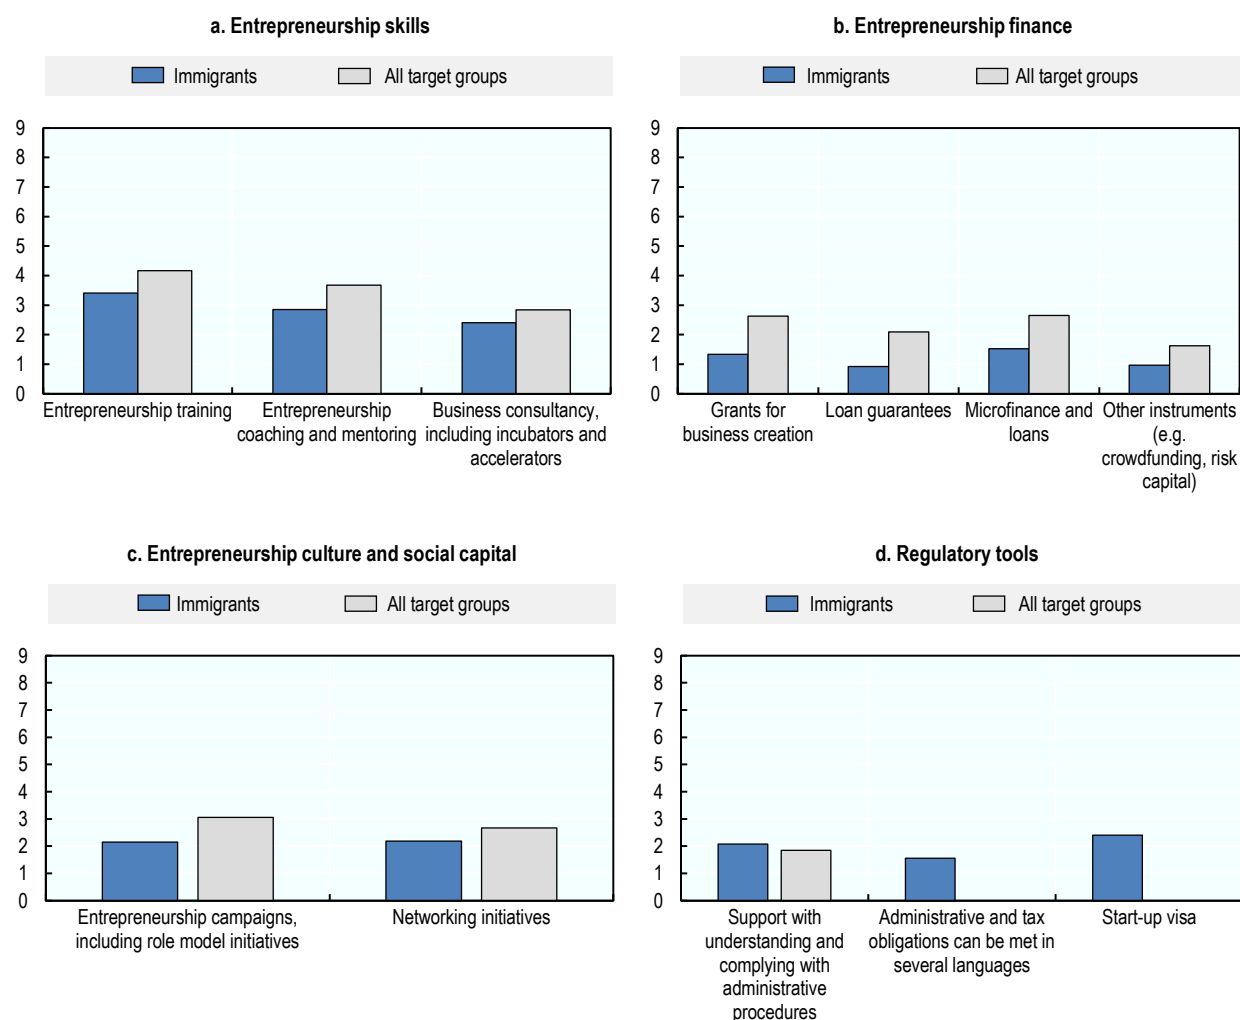 a. Entrepreneurship skills
Immigrants
All target groups
9
8
7
6
5
4
3
2
1
0
Entrepreneurship training
Entrepreneurship
coaching and mentoring
Business consultancy,
including incubators and
accelerators
b. Entrepreneurship finance
Immigrants
All target groups
9
8
7
6
5
4
3
2
1
0
Grants for
business creation
Loan guarantees
Microfinance and
loans
Other instruments
(e.g.
crowdfunding, risk
capital)
c. Entrepreneurship culture and social capital
Immigrants
All target groups
9
8
7
6
5
4
3
2
1
0
Entrepreneurship campaigns,
including role model initiatives
Networking initiatives
d. Regulatory tools
Immigrants
All target groups
9
8
7
6
5
4
3
2
1
0
Support with
understanding and
complying with
administrative
procedures
Administrative and tax
obligations can be met in
several languages
Start-up visa